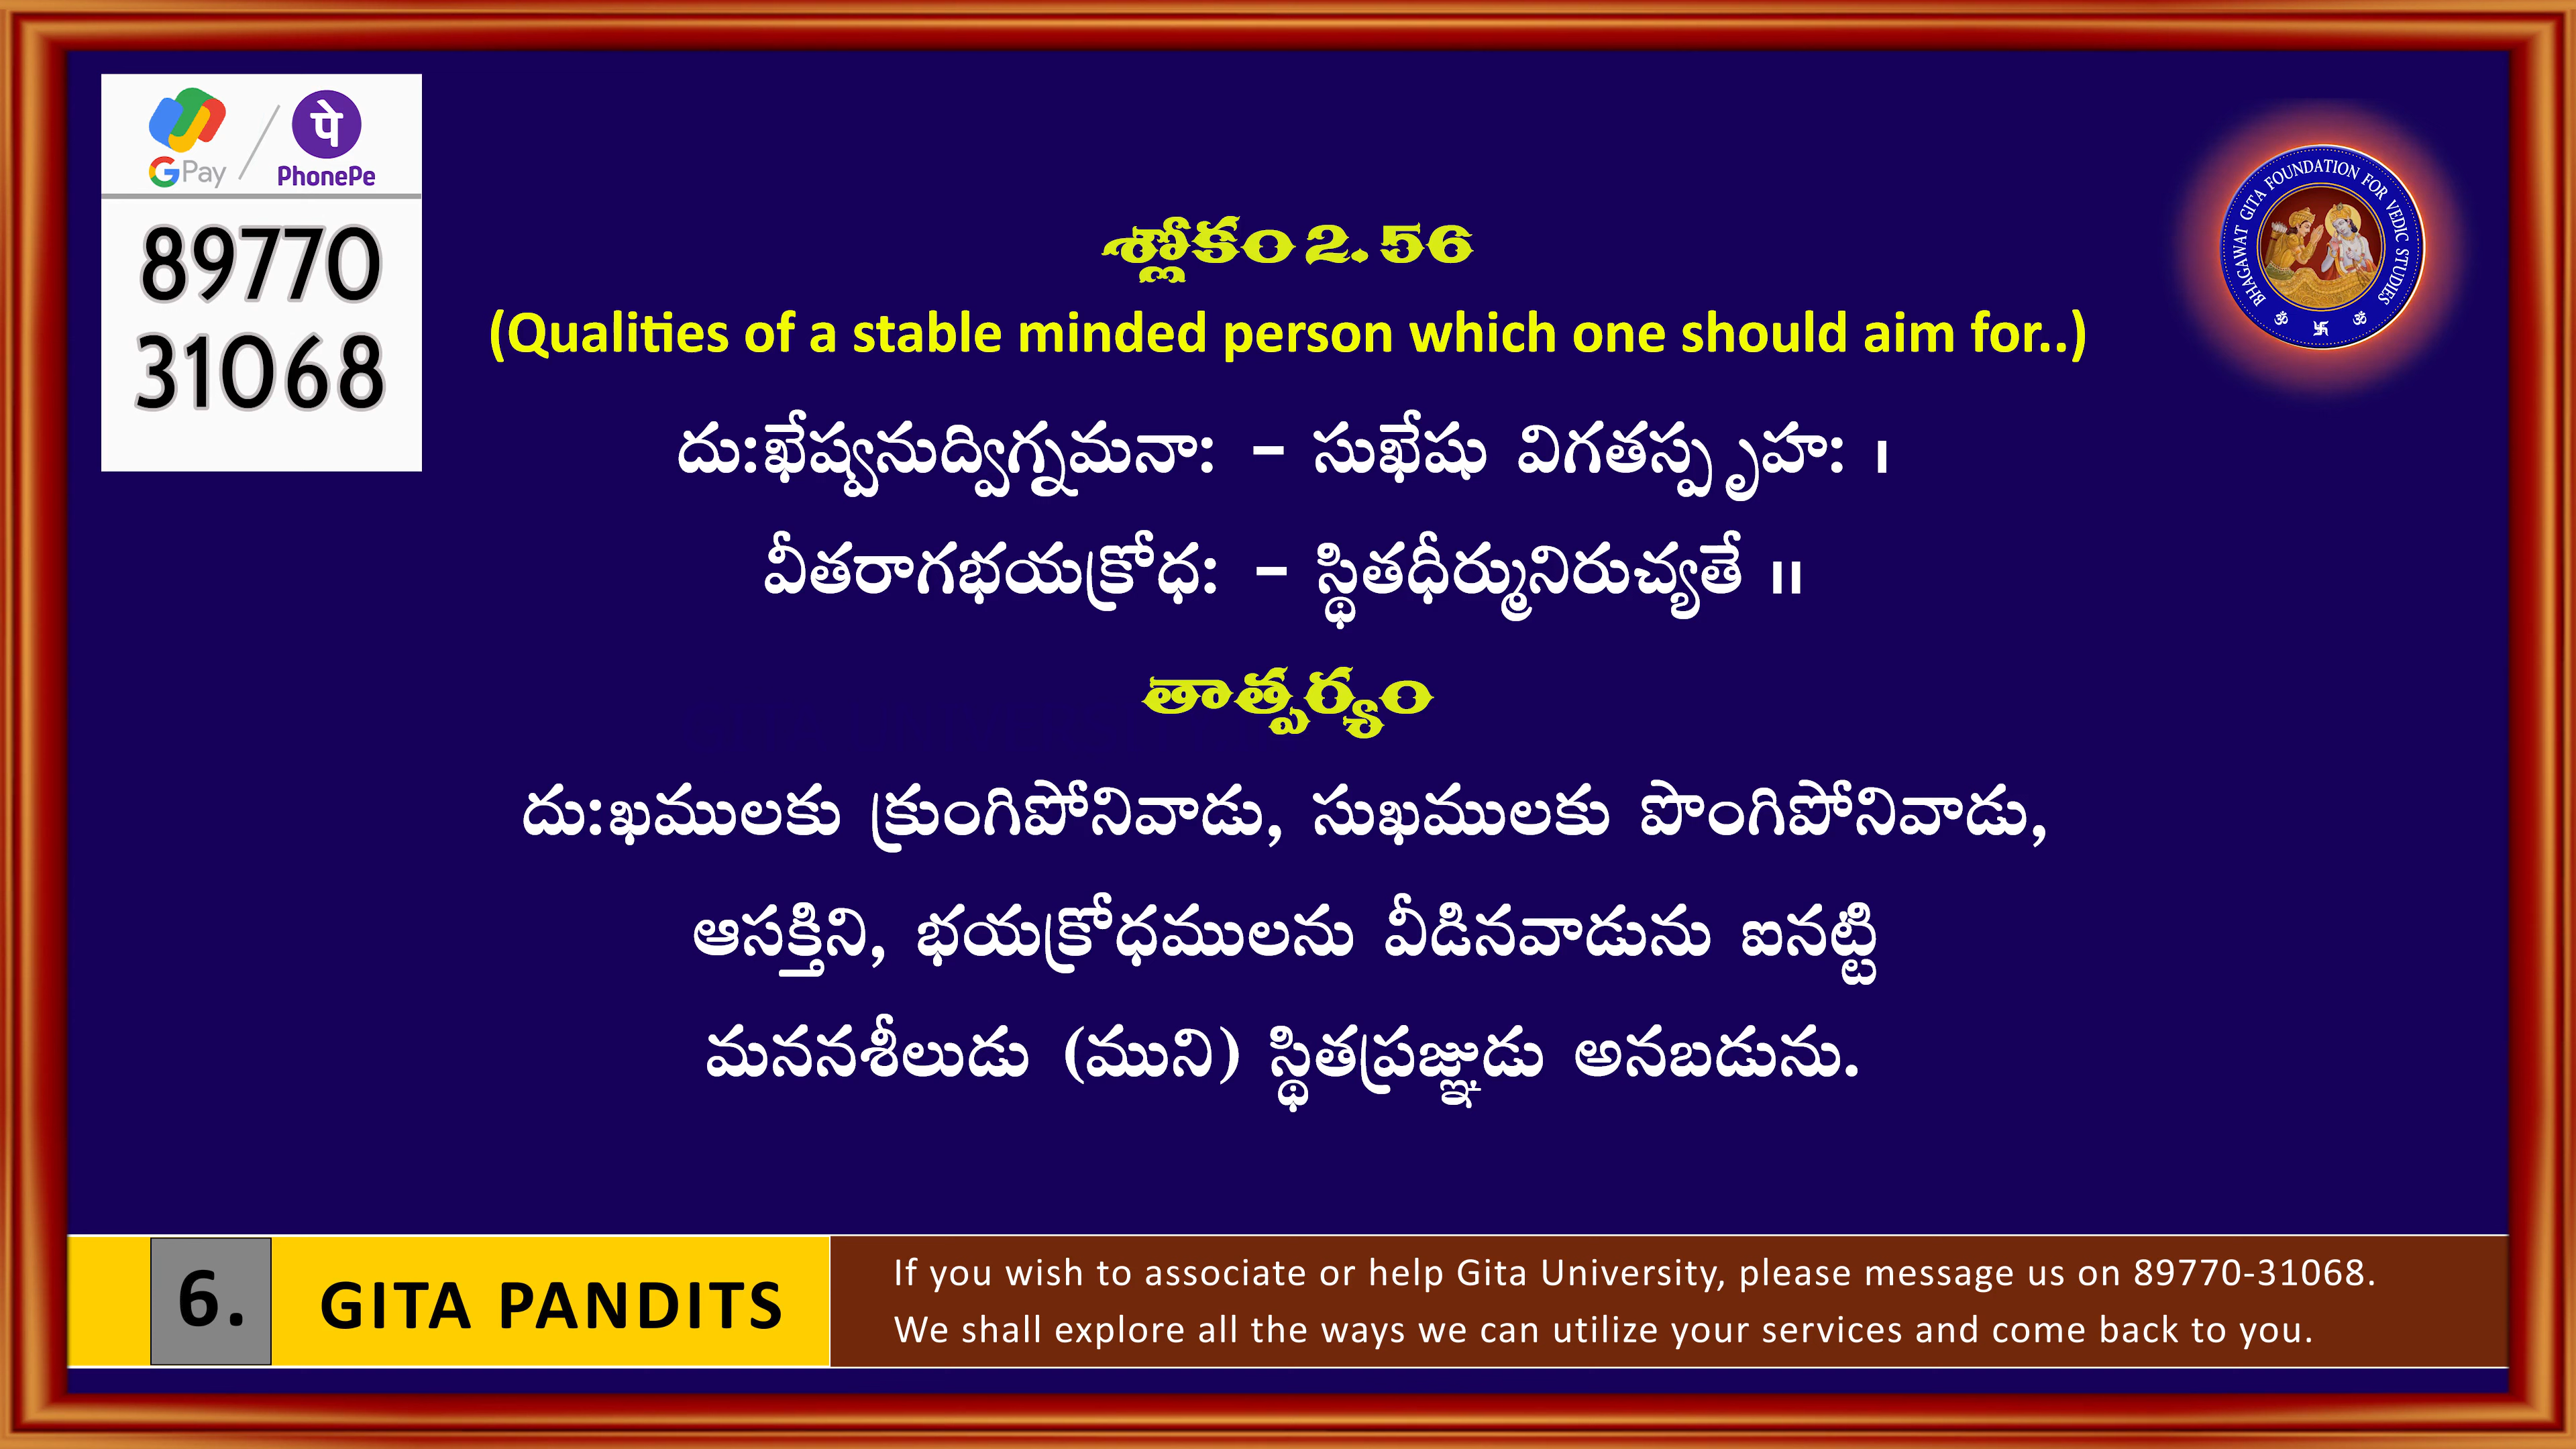 GPay / पे PhonePe
89770
31068
BHAGAWAT GITA FOUNDATION FOR VEDIC STUDIES
ॐ 卐 ॐ
శ్లోకం 2. 56
(Qualities of a stable minded person which one should aim for..)
దు:ఖేష్వనుద్విగ్నమనా: – సుఖేషు విగతస్పృహ: ।
వీతరాగభయక్రోధ: – స్థితధీర్మునిరుచ్యతే ॥
తాత్పర్యం
దు:ఖములకు క్రుంగిపోనివాడు, సుఖములకు పొంగిపోనివాడు,
ఆసక్తిని, భయక్రోధములను వీడినవాడును ఐనట్టి
మననశీలుడు (ముని) స్థితప్రజ్ఞుడు అనబడును.
6. GITA PANDITS
If you wish to associate or help Gita University, please message us on 89770-31068.
We shall explore all the ways we can utilize your services and come back to you.